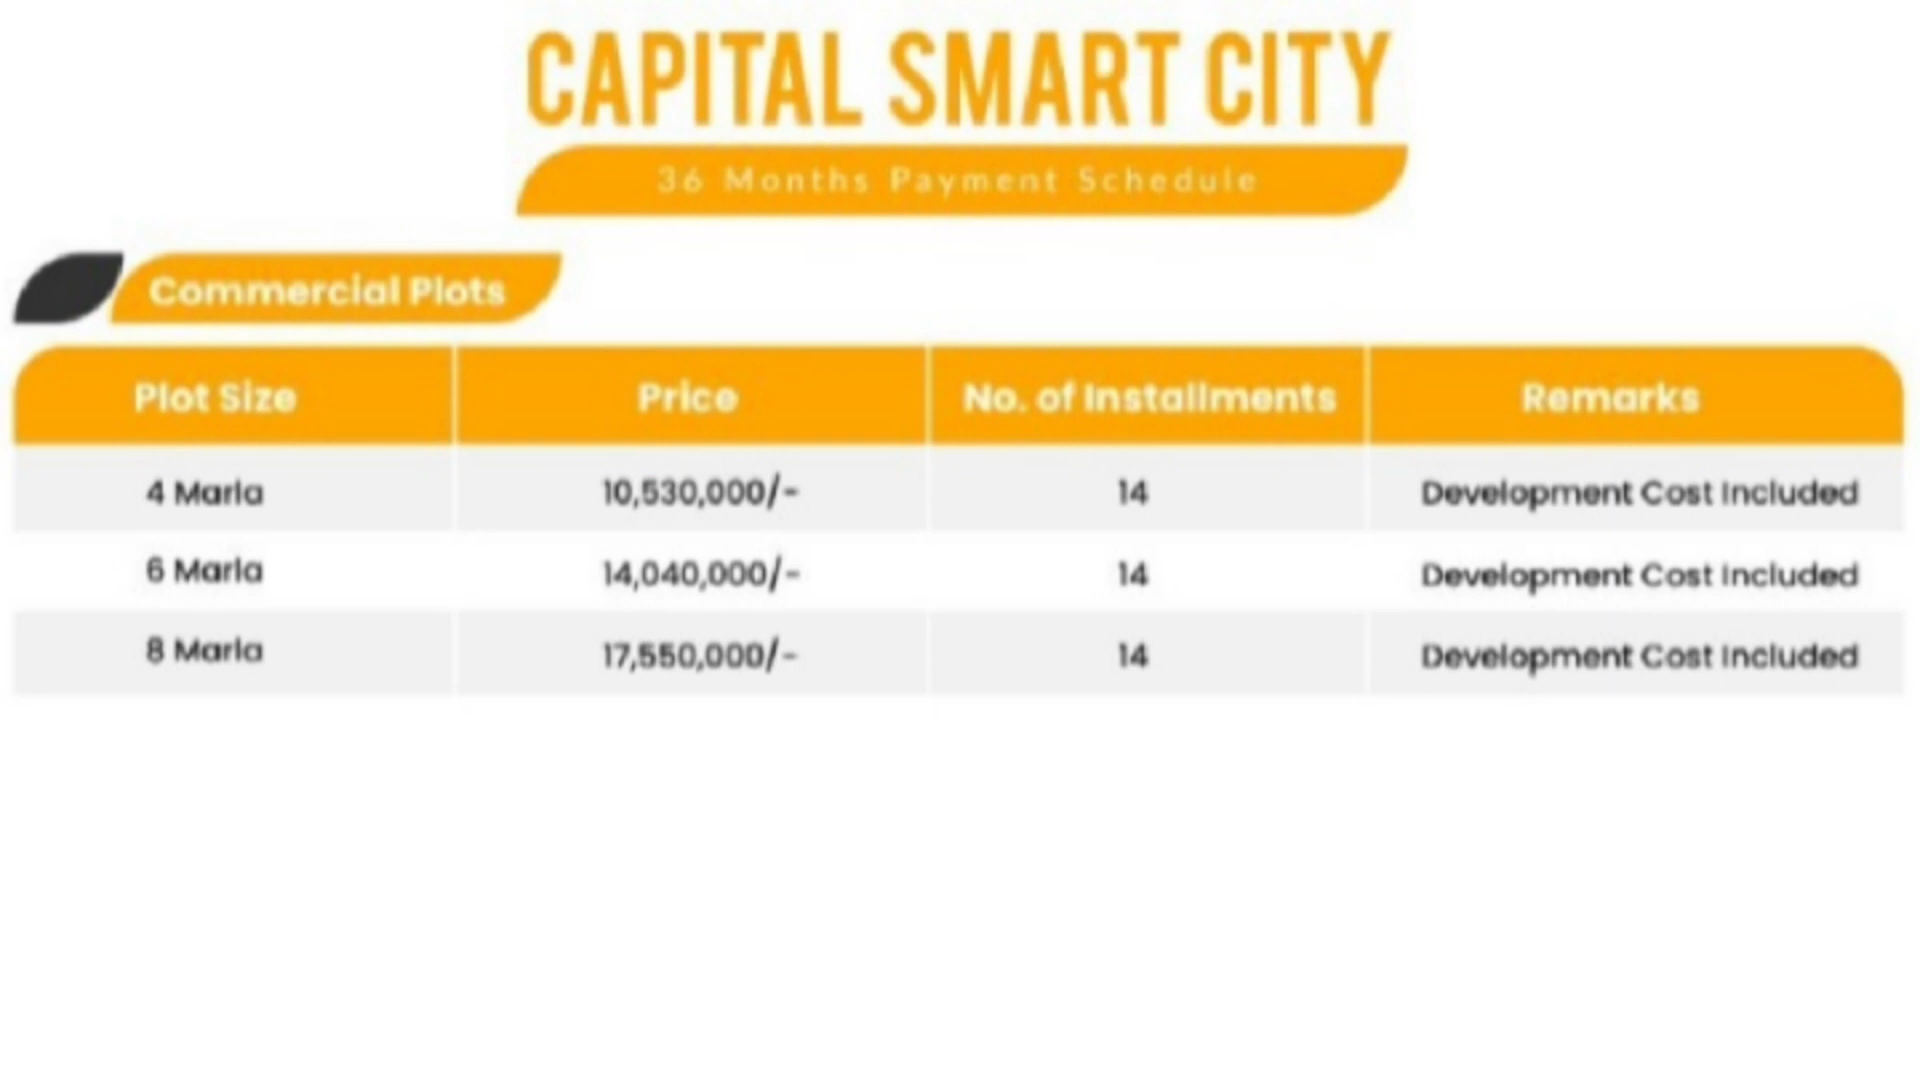 CAPITAL SMART CITY
36 Months Payment Schedule
Commercial Plots
Plot Size Price No. of Installments Remarks
4 Marla 10,530,000/- 14 Development Cost Included
6 Marla 14,040,000/- 14 Development Cost Included
8 Marla 17,550,000/- 14 Development Cost Included